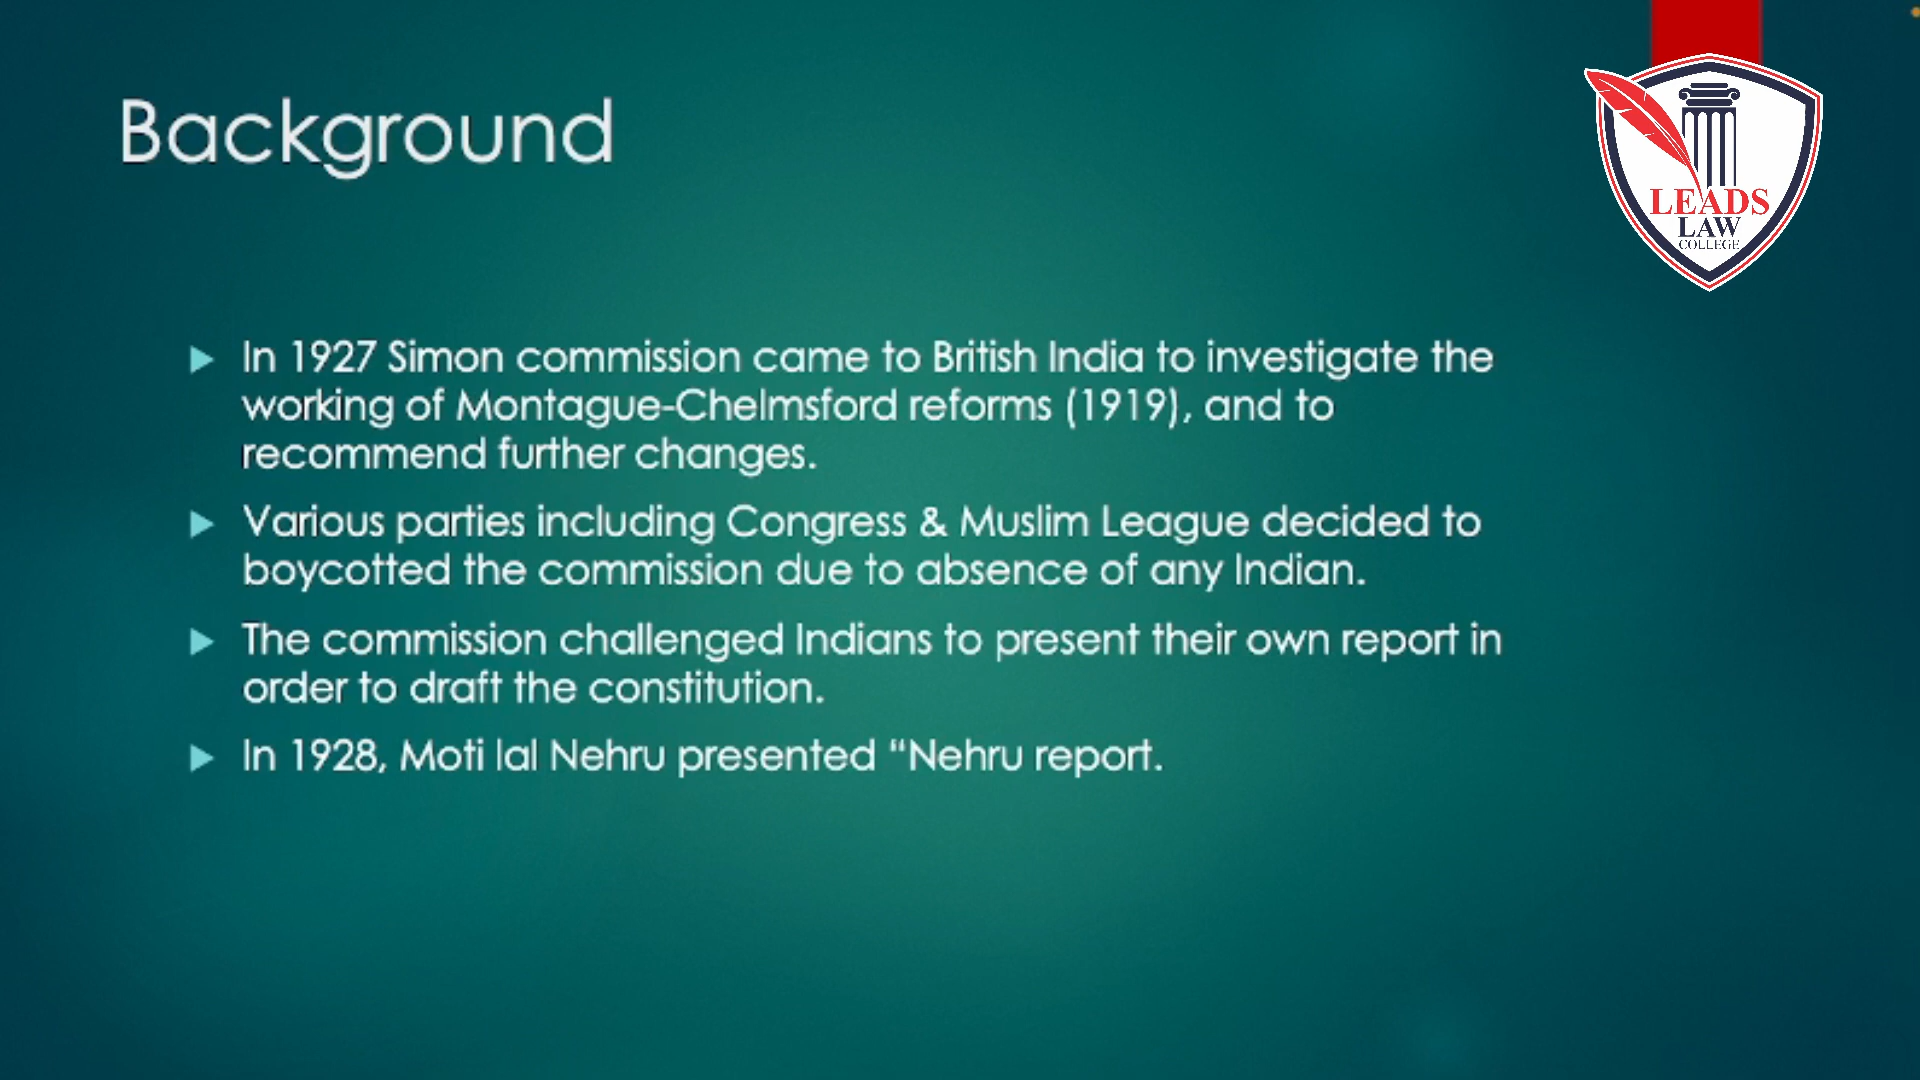 Background
LEADS
LAW
COLLEGE
In 1927 Simon commission came to British India to investigate the
working of Montague-Chelmsford reforms (1919), and to
recommend further changes.
Various parties including Congress & Muslim League decided to
boycotted the commission due to absence of any Indian.
The commission challenged Indians to present their own report in
order to draft the constitution.
In 1928, Moti lal Nehru presented “Nehru report.